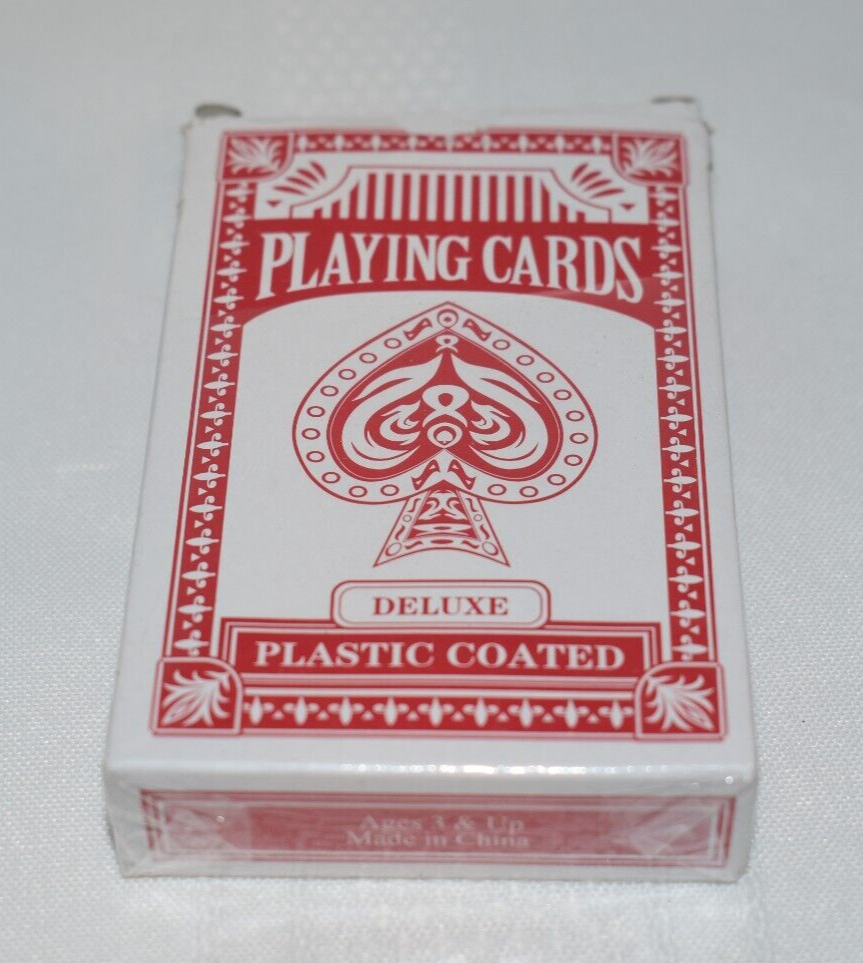 PLAYING CARDS
DELUXE
PLASTIC COATED
Ages 3 & Up
Made in China